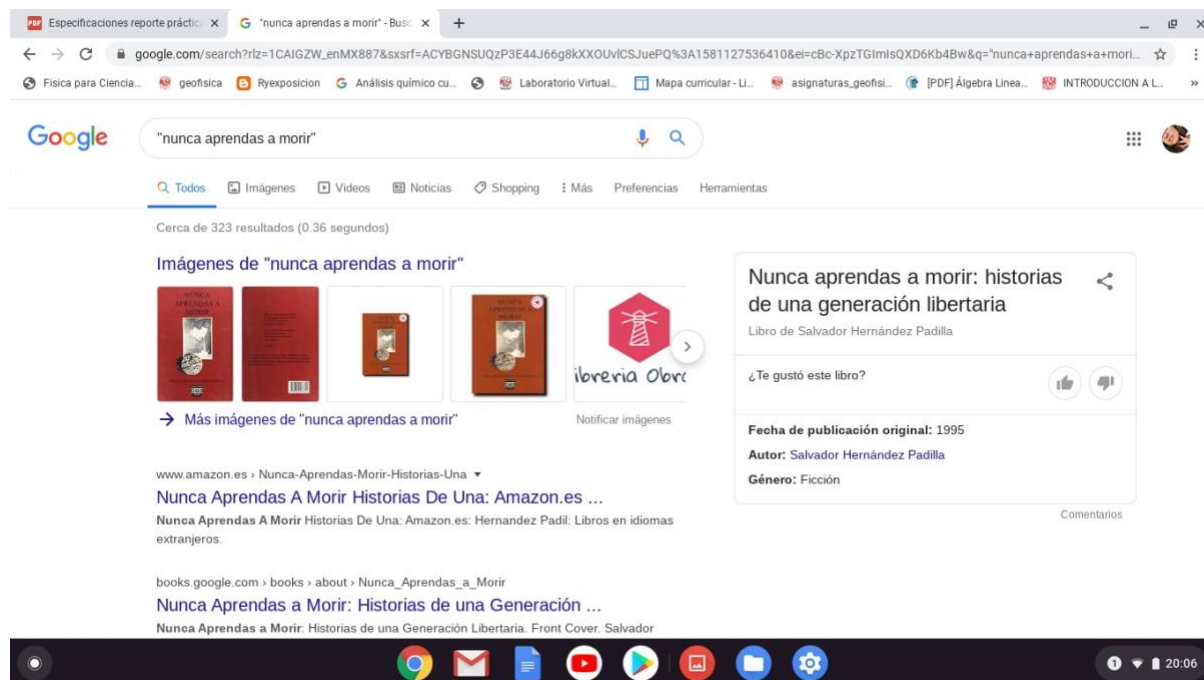 Especificaciones reporte práctic
"nunca aprendas a morir" - Busc
google.com/search?rlz=1CAIGZW_enMX887&sxsrf=ACYBGNSUQzP3E44J66g8kXXOUvlCSJuePQ%3A1581127536410&ei=cBc-XpzTGImIsQXD6Kb4Bw&q="nunca+aprendas+a+mori...
Fisica para Ciencia...
geofisica
Ryexposicion
Análisis químico cu...
Laboratorio Virtual...
Mapa curricular - Li...
asignaturas_geofisi...
[PDF] Álgebra Linea...
INTRODUCCION A L...
»
Google
"nunca aprendas a morir"
Todos
Imágenes
Videos
Noticias
Shopping
Más
Preferencias
Herramientas
Cerca de 323 resultados (0.36 segundos)
Imágenes de "nunca aprendas a morir"
NUNCA
APRENDAS A
MORIR
Más imágenes de "nunca aprendas a morir"
Notificar imágenes
www.amazon.es › Nunca-Aprendas-Morir-Historias-Una
Nunca Aprendas A Morir Historias De Una: Amazon.es ...
Nunca Aprendas A Morir Historias De Una: Amazon.es: Hernandez Padil: Libros en idiomas
extranjeros.
books.google.com › books › about › Nunca_Aprendas_a_Morir
Nunca Aprendas a Morir: Historias de una Generación ...
Nunca Aprendas a Morir: Historias de una Generación Libertaria. Front Cover. Salvador
Nunca aprendas a morir: historias
de una generación libertaria
Libro de Salvador Hernández Padilla
¿Te gustó este libro?
Fecha de publicación original: 1995
Autor: Salvador Hernández Padilla
Género: Ficción
Comentarios
1
20:06